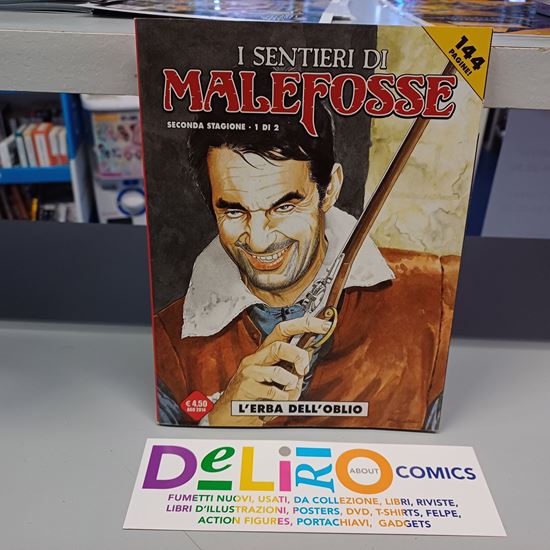 144
PAGINE!
I SENTIERI DI
MALEFOSSE
SECONDA STAGIONE · 1 DI 2
€ 4,50
AGO 2014
L'ERBA DELL'OBLIO
DeLiRiO ABOUT COMICS
FUMETTI NUOVI, USATI, DA COLLEZIONE, LIBRI, RIVISTE,
LIBRI D'ILLUSTRAZIONI, POSTERS, DVD, T-SHIRTS, FELPE,
ACTION FIGURES, PORTACHIAVI, GADGETS